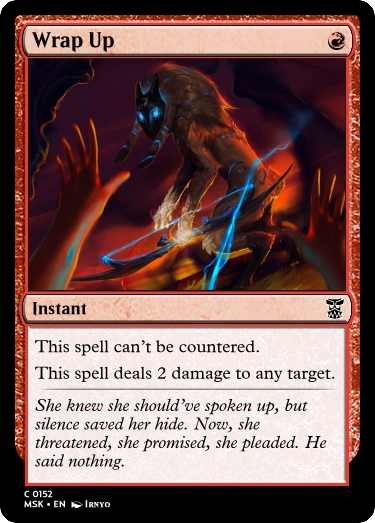 Wrap Up
Instant
This spell can't be countered.
This spell deals 2 damage to any target.
She knew she should've spoken up, but
silence saved her hide. Now, she
threatened, she promised, she pleaded. He
said nothing.
C 0152
MSK • EN Irnyo